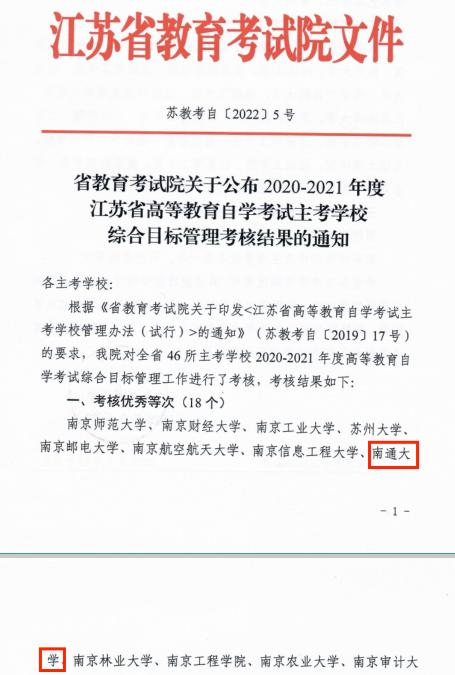 江苏省教育考试院文件
苏教考自〔2022〕5号
省教育考试院关于公布2020-2021年度
江苏省高等教育自学考试主考学校
综合目标管理考核结果的通知
各主考学校：
根据《省教育考试院关于印发<江苏省高等教育自学考试主
考学校管理办法（试行）>的通知》（苏教考自〔2019〕17号）
的要求，我院对全省46所主考学校2020-2021年度高等教育自
学考试综合目标管理工作进行了考核，考核结果如下：
一、考核优秀等次（18个）
南京师范大学、南京财经大学、南京工业大学、苏州大学、
南京邮电大学、南京航空航天大学、南京信息工程大学、南通大
- 1 -
学、南京林业大学、南京工程学院、南京农业大学、南京审计大